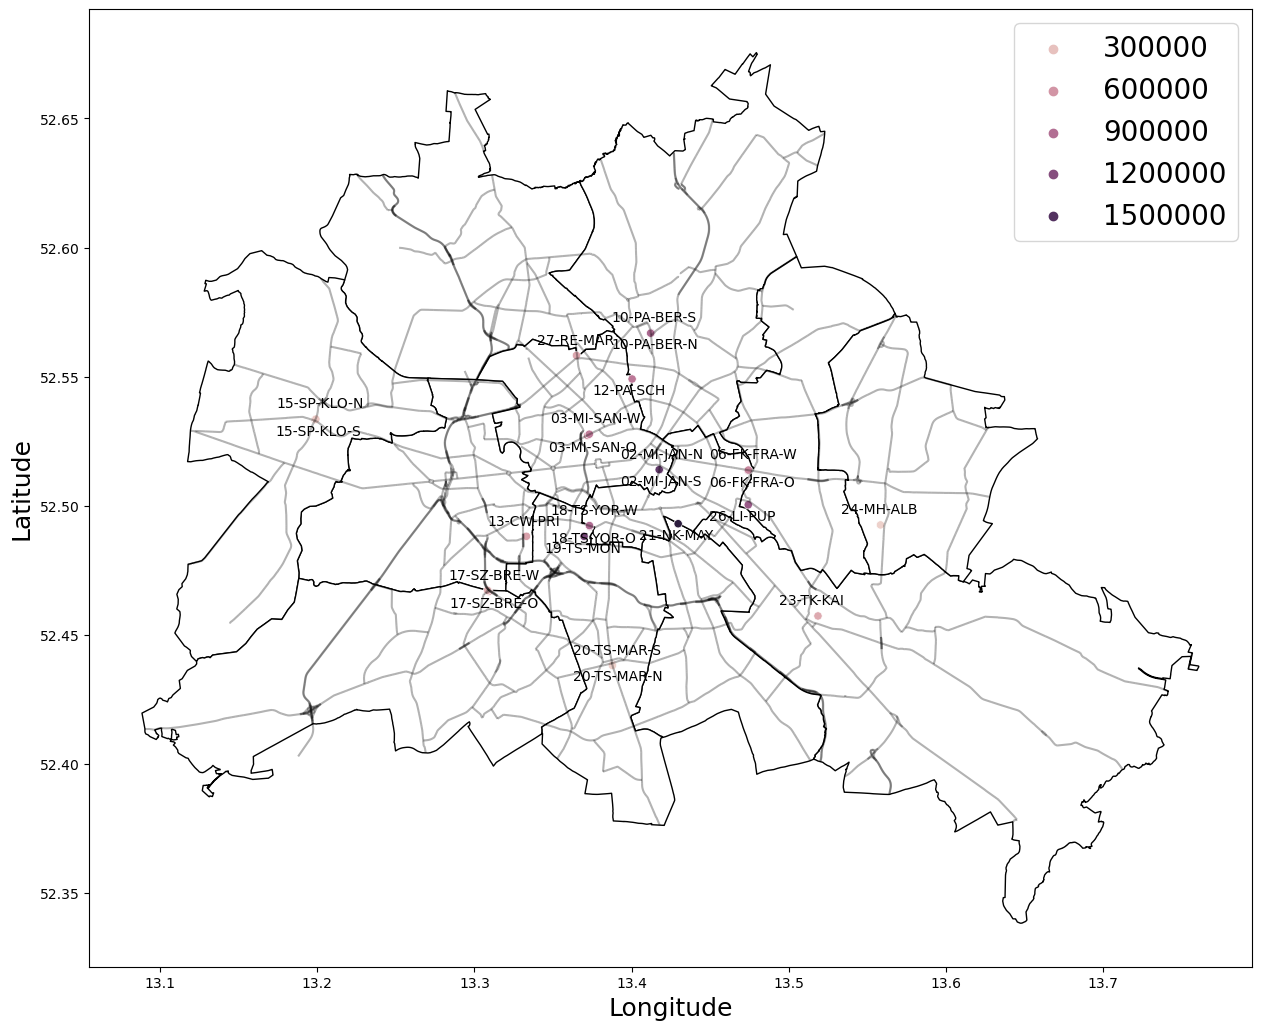 300000
600000
900000
1200000
1500000
Latitude
52.65
52.60
52.55
52.50
52.45
52.40
52.35
10-PA-BER-S
27-RE-MAR
10-PA-BER-N
12-PA-SCH
15-SP-KLO-N
03-MI-SAN-W
15-SP-KLO-S
03-MI-SAN-O
02-MI-JAN-N
06-FK-FRA-W
02-MI-JAN-S
06-FK-FRA-O
18-TS-YOR-W
24-MH-ALB
13-CW-PRI
26-LI-PUP
18-TS-YOR-O
21-NK-MAY
19-TS-MON
17-SZ-BRE-W
17-SZ-BRE-O
23-TK-KAI
20-TS-MAR-S
20-TS-MAR-N
13.1
13.2
13.3
13.4
13.5
13.6
13.7
Longitude